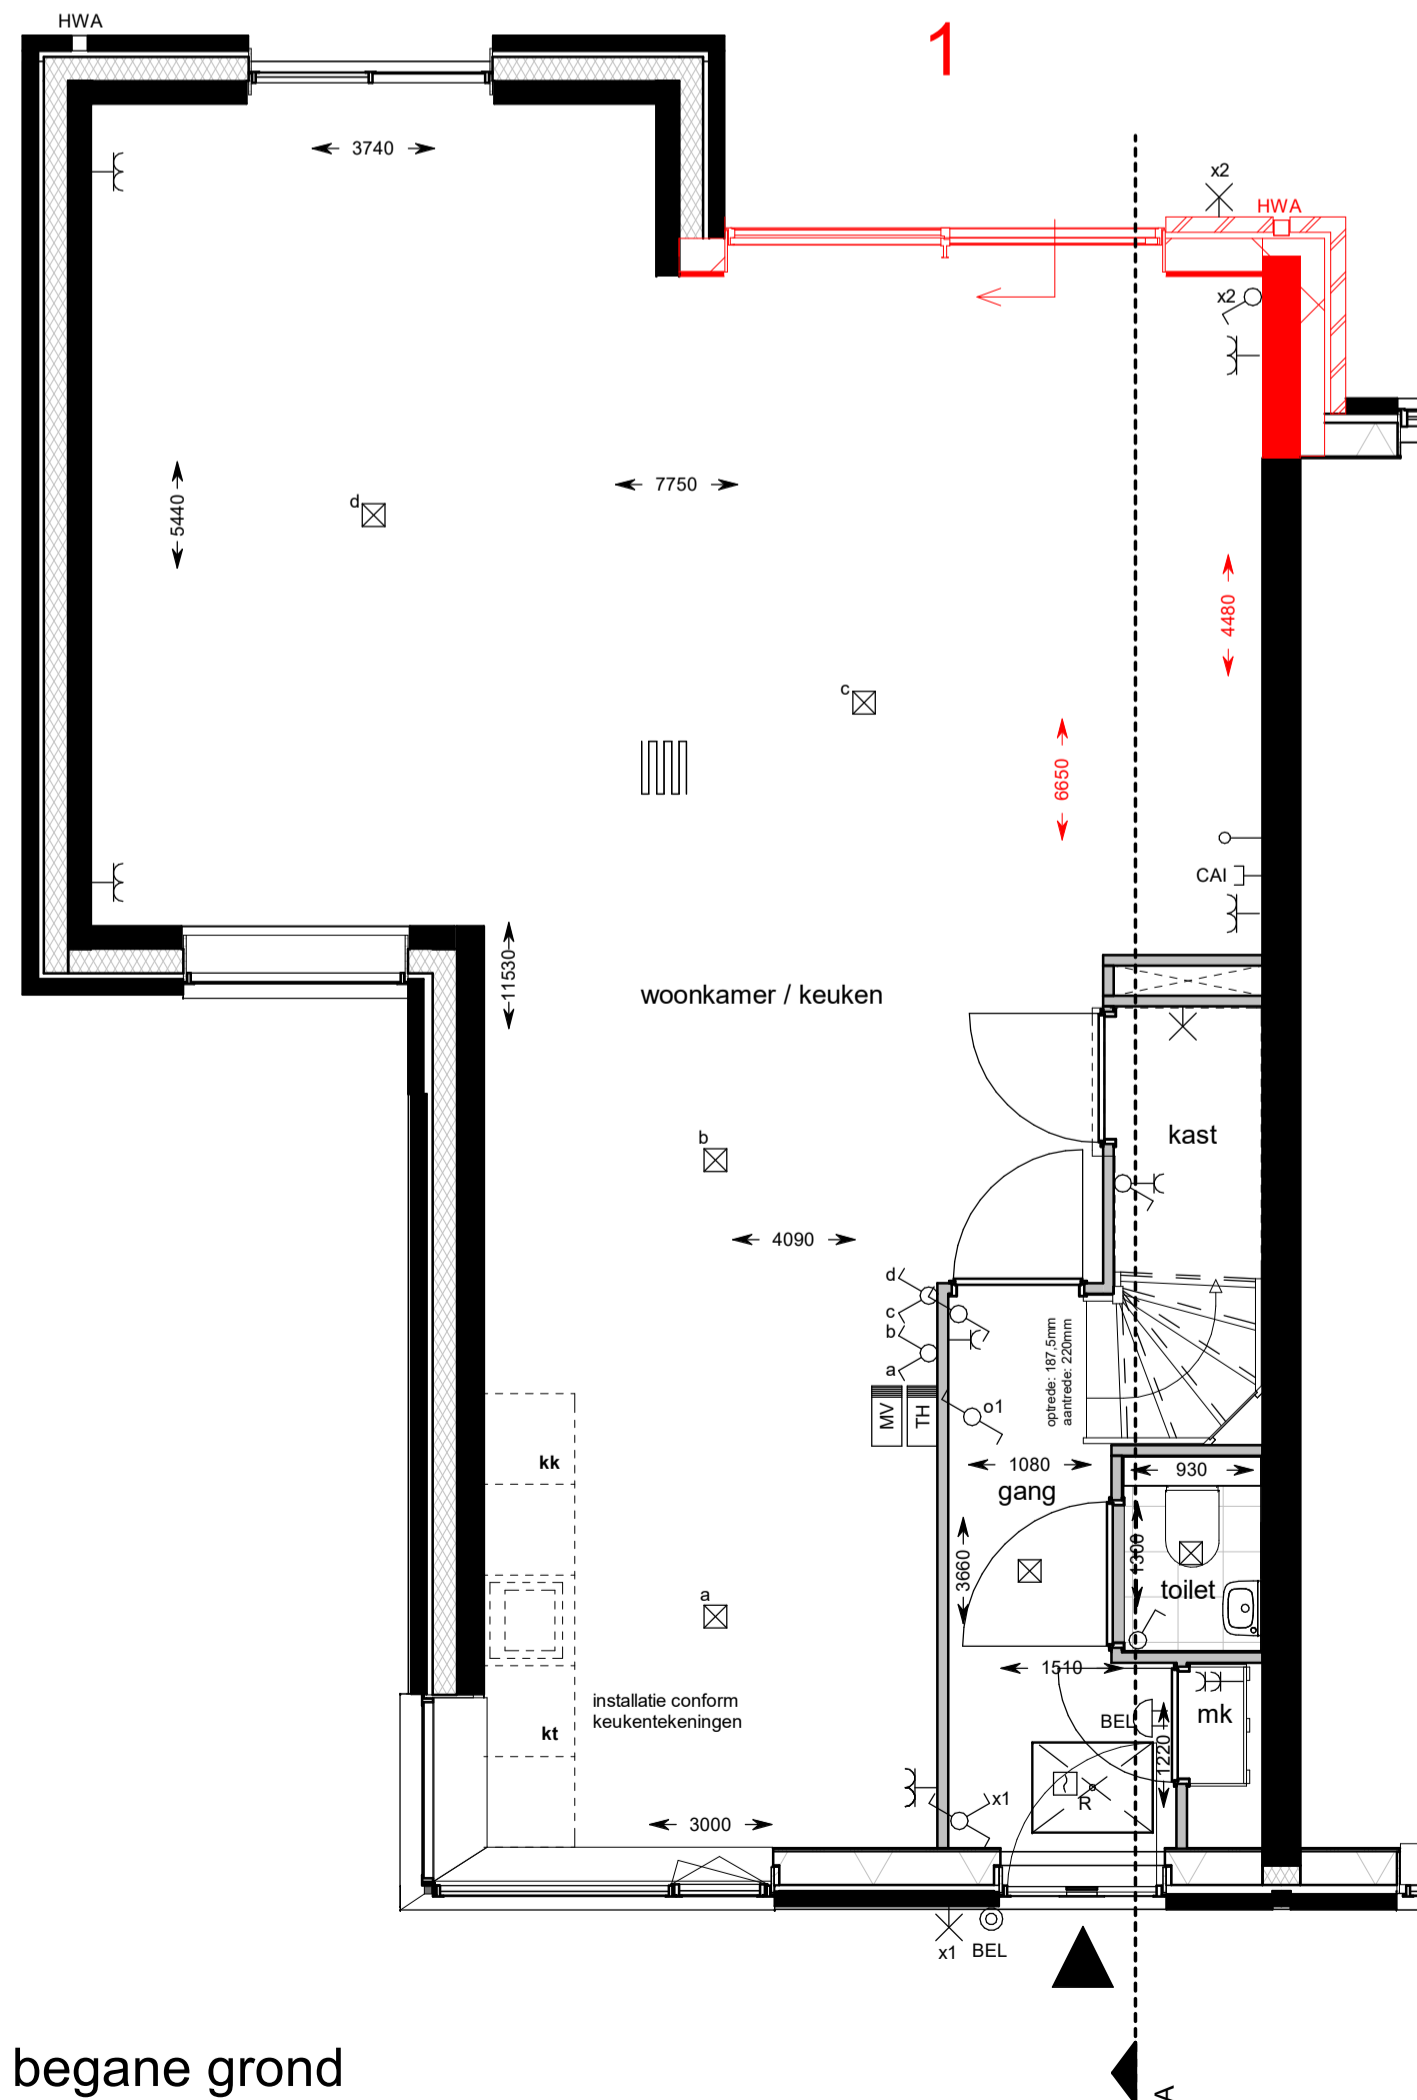 HWA
1
3740
x2
HWA
x2
7750
5440
d
4480
c
6650
CAI
11530
woonkamer / keuken
kast
b
4090
d
c
b
a
optrede: 187,5mm
aantrede: 220mm
MV
TH
o1
kk
1080
930
gang
3660
1300
toilet
a
1510
installatie conform
keukentekeningen
kt
BEL
mk
1220
x1
R
3000
x1
BEL
begane grond
A